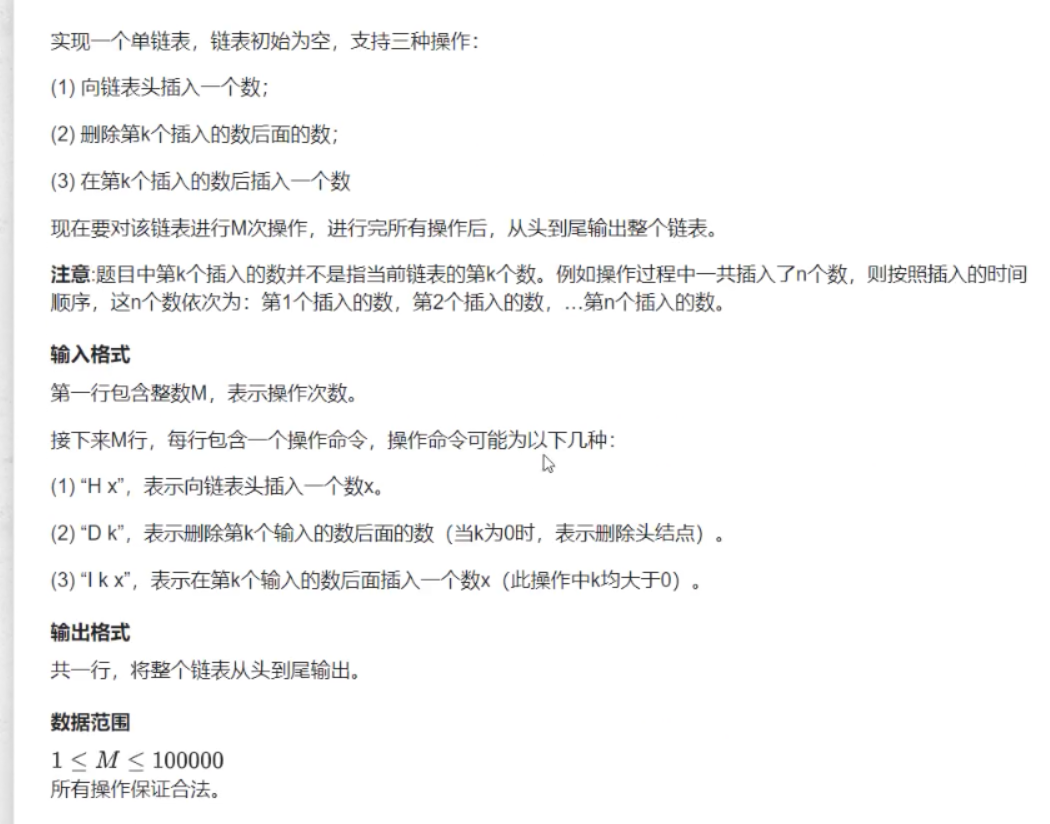 实现一个单链表，链表初始为空，支持三种操作：
(1) 向链表头插入一个数；
(2) 删除第k个插入的数后面的数；
(3) 在第k个插入的数后插入一个数
现在要对该链表进行M次操作，进行完所有操作后，从头到尾输出整个链表。
注意:题目中第k个插入的数并不是指当前链表的第k个数。例如操作过程中一共插入了n个数，则按照插入的时间
顺序，这n个数依次为：第1个插入的数，第2个插入的数，…第n个插入的数。
输入格式
第一行包含整数M，表示操作次数。
接下来M行，每行包含一个操作命令，操作命令可能为以下几种：
(1) “H x”，表示向链表头插入一个数x。
(2) “D k”，表示删除第k个输入的数后面的数（当k为0时，表示删除头结点）。
(3) “I k x”，表示在第k个输入的数后面插入一个数x（此操作中k均大于0）。
输出格式
共一行，将整个链表从头到尾输出。
数据范围
1 ≤ M ≤ 100000
所有操作保证合法。